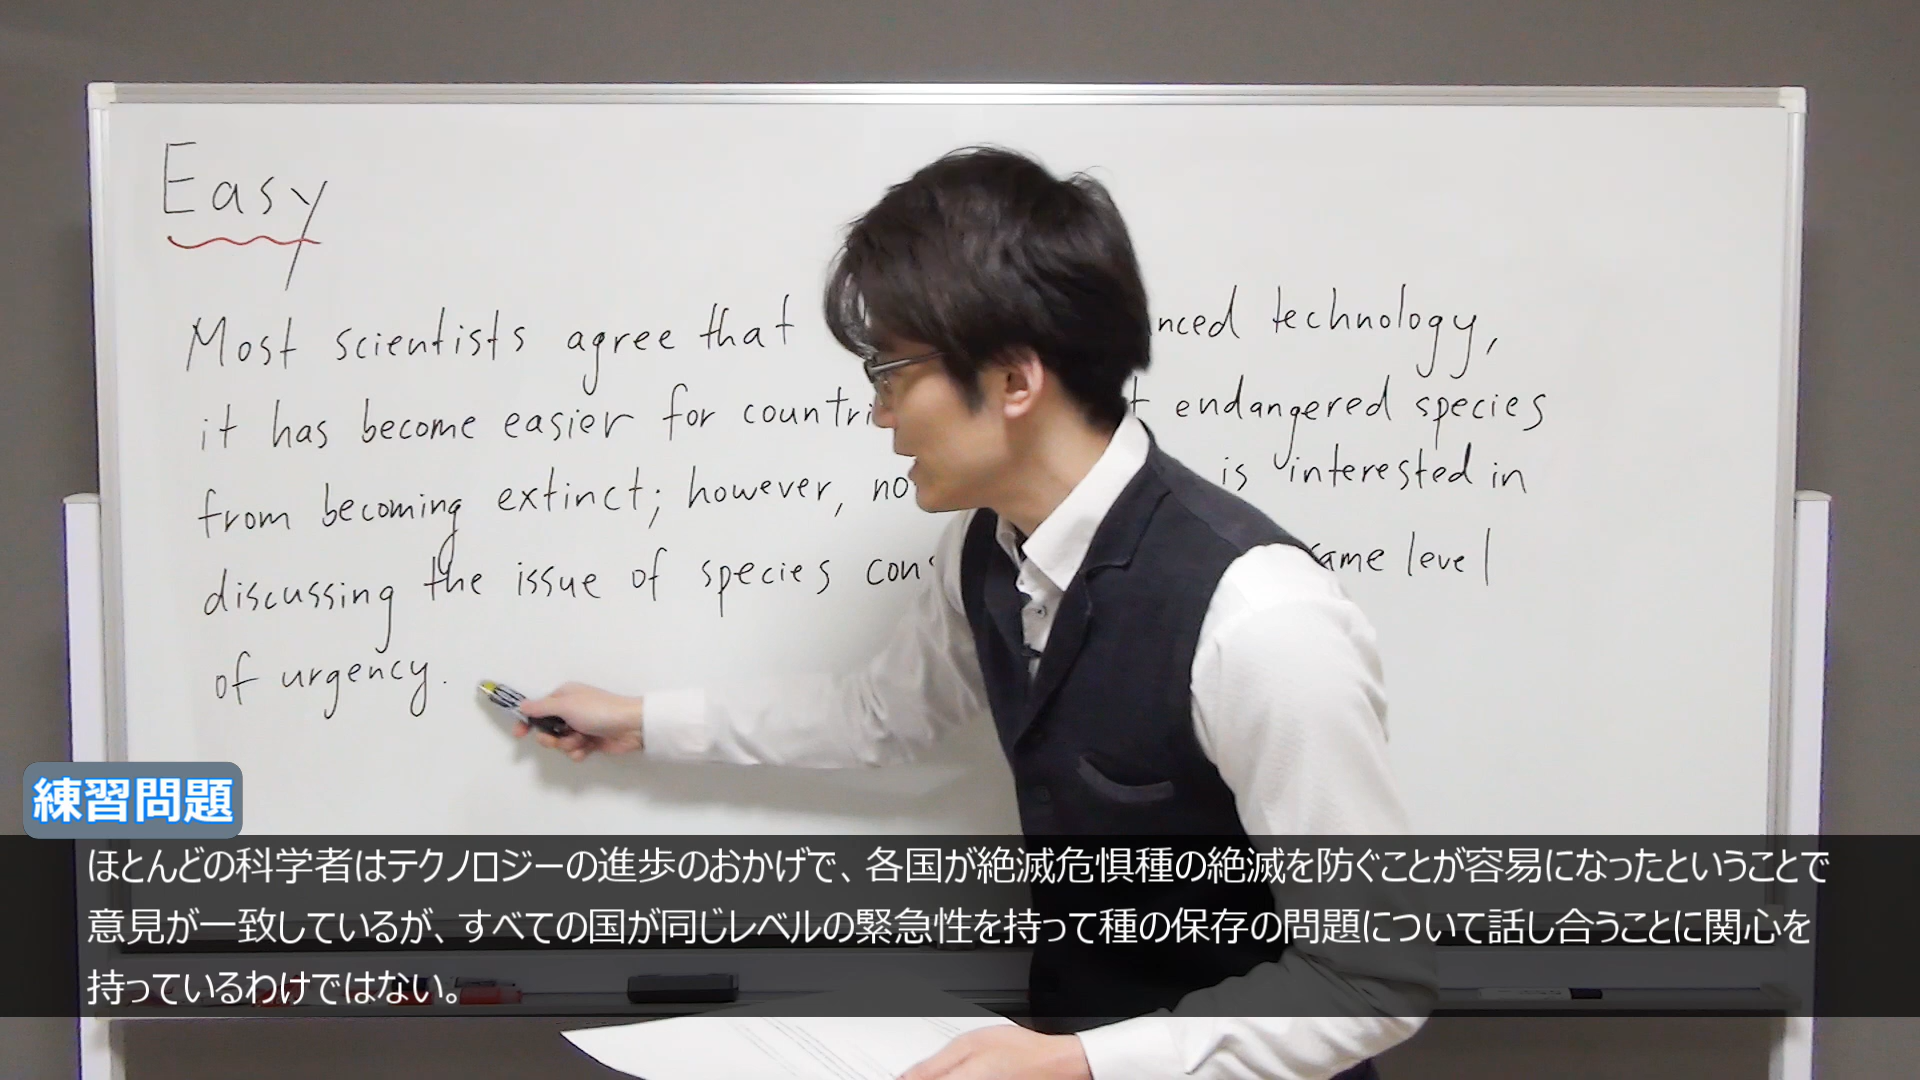 Easy
Most scientists agree that technology,
it has become easier for endangered species
from becoming extinct; however, is interested in
discussing the issue of species same level
of urgency.
練習問題
ほとんどの科学者はテクノロジーの進歩のおかげで、各国が絶滅危惧種の絶滅を防ぐことが容易になったということで
意見が一致しているが、すべての国が同じレベルの緊急性を持って種の保存の問題について話し合うことに関心を
持っているわけではない。